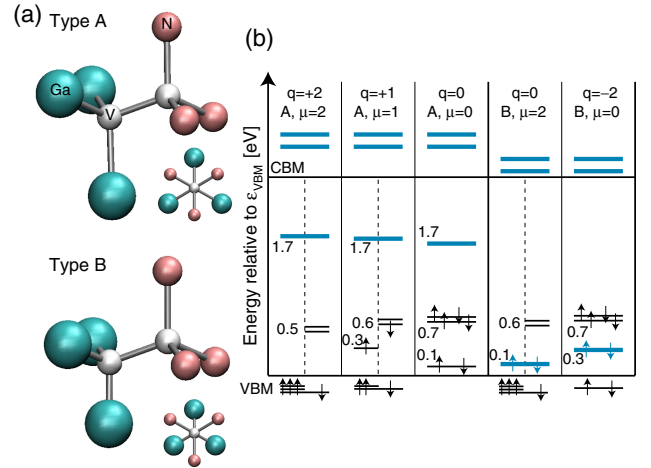 (a)
Type A
N
Ga
V
Type B
(b)
q=+2 q=+1 q=0 q=0 q=−2
A, μ=2 A, μ=1 A, μ=0 B, μ=2 B, μ=0
Energy relative to εVBM [eV]
CBM
1.7 1.7 1.7
0.5 0.6 0.3 0.7 0.1 0.6 0.1 0.7 0.3
VBM